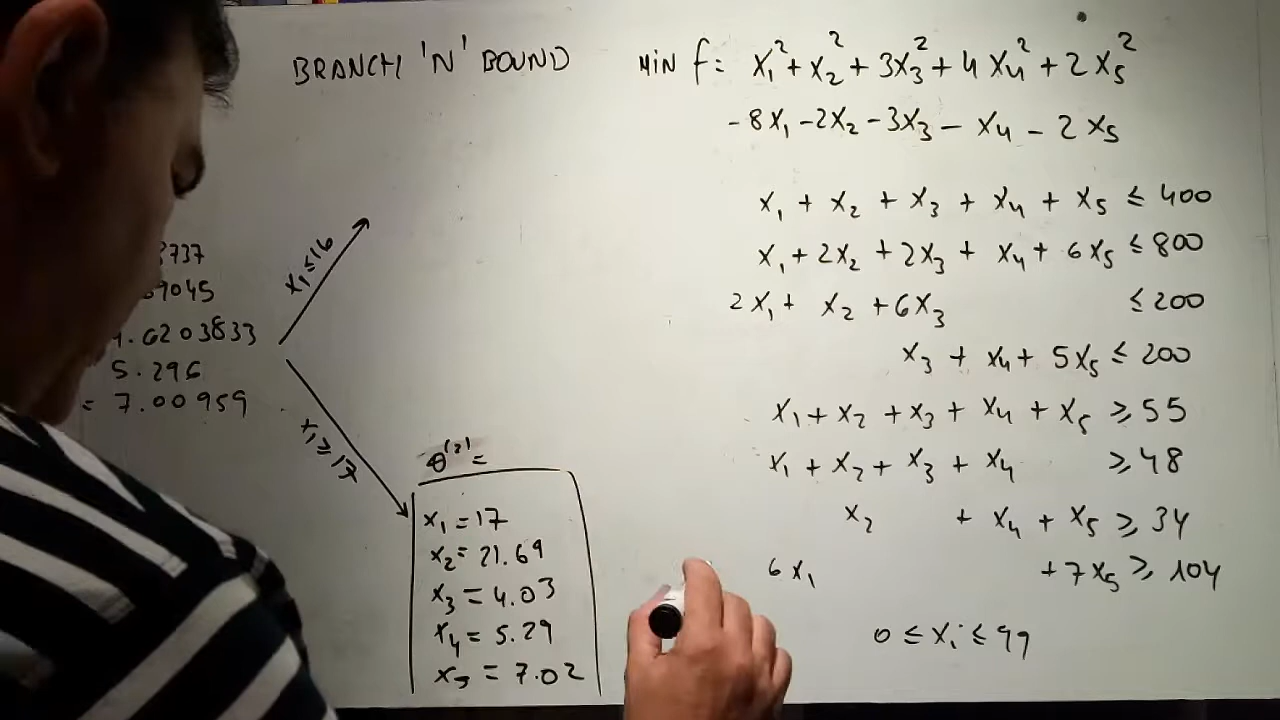 BRANCH 'N' BOUND
MIN f = x₁² + x₂² + 3x₃² + 4x₄² + 2x₅²
-8x₁ - 2x₂ - 3x₃ - x₄ - 2x₅
x₁ + x₂ + x₃ + x₄ + x₅ ≤ 400
x₁ + 2x₂ + 2x₃ + x₄ + 6x₅ ≤ 800
2x₁ + x₂ + 6x₃ ≤ 200
x₃ + x₄ + 5x₅ ≤ 200
x₁ + x₂ + x₃ + x₄ + x₅ ≥ 55
x₁ + x₂ + x₃ + x₄ ≥ 48
x₂ + x₄ + x₅ ≥ 34
6x₁ + 7x₅ ≥ 104
0 ≤ xᵢ ≤ 99
737
9045
.6203833
5.296
= 7.00959
x₁ ≤ 16
x₁ ≥ 17
θ⁽²⁾ =
x₁ = 17
x₂ = 21.69
x₃ = 4.03
x₄ = 5.29
x₅ = 7.02